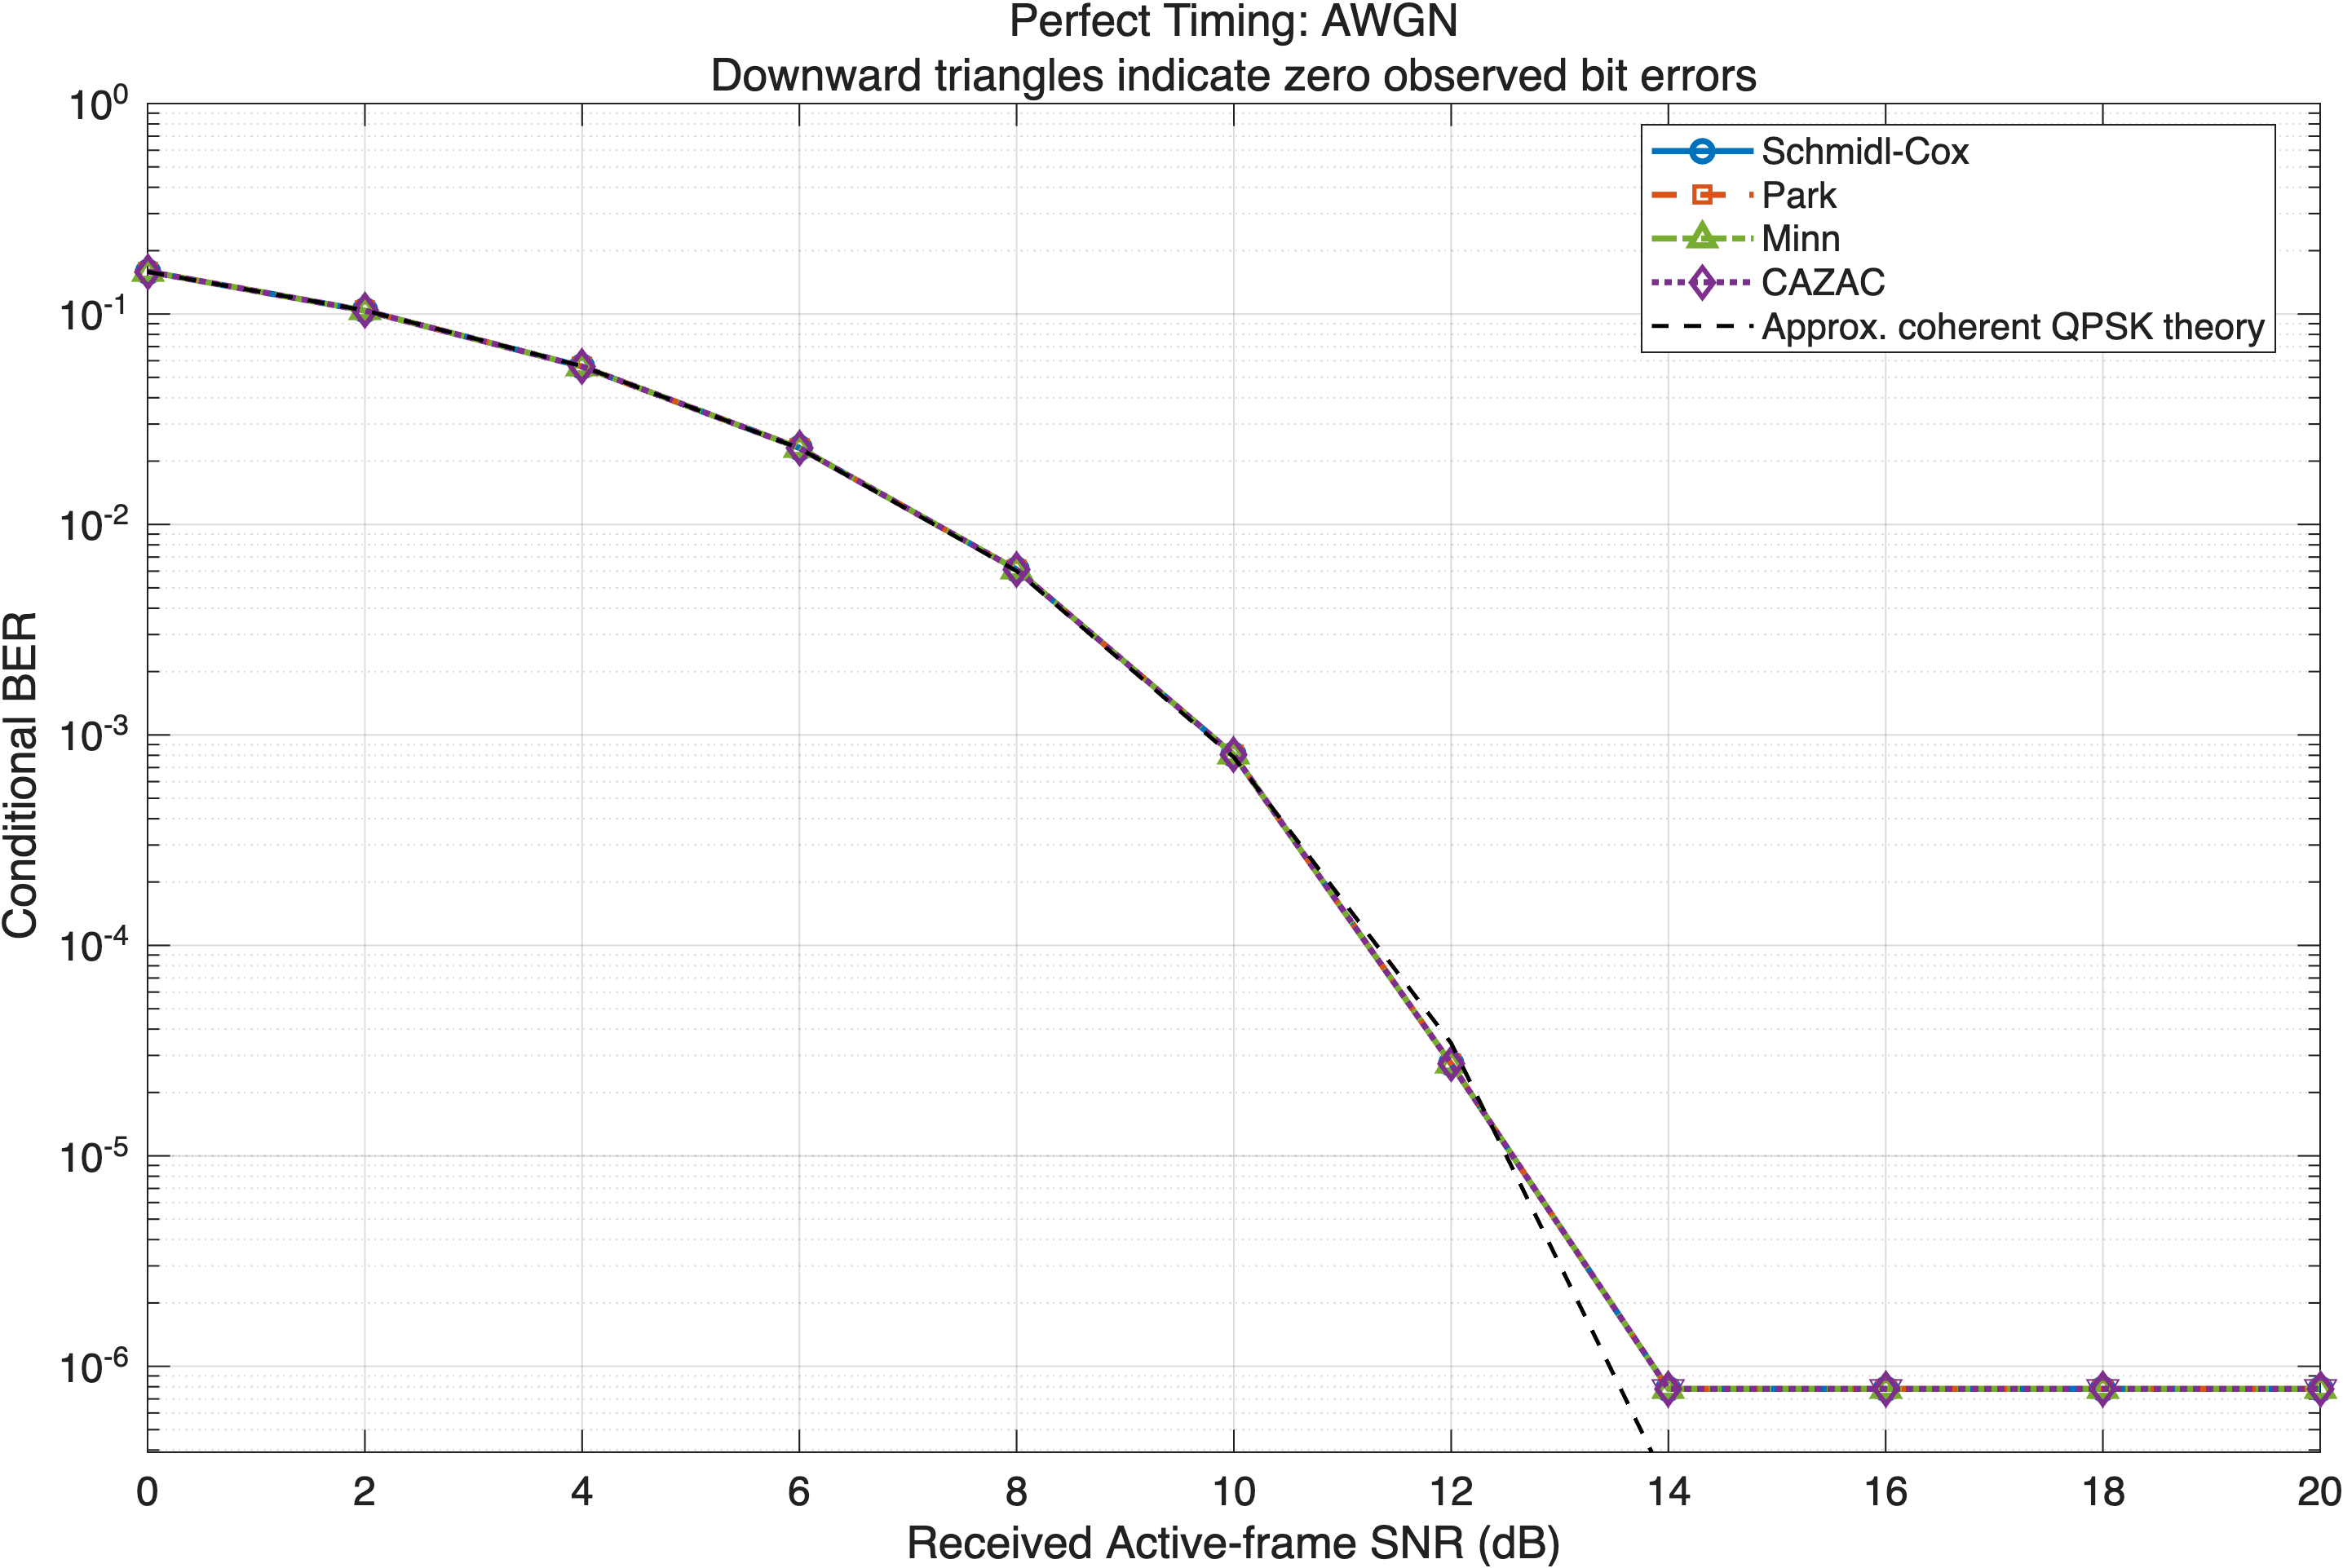 Perfect Timing: AWGN
Downward triangles indicate zero observed bit errors
Schmidl-Cox
Park
Minn
CAZAC
Approx. coherent QPSK theory
Conditional BER
10^0
10^-1
10^-2
10^-3
10^-4
10^-5
10^-6
0 2 4 6 8 10 12 14 16 18 20
Received Active-frame SNR (dB)